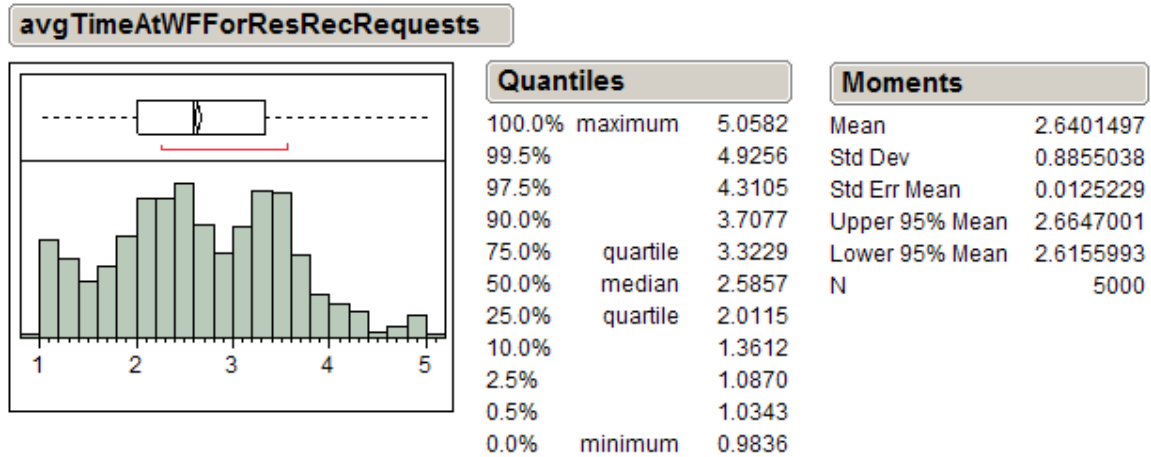 avgTimeAtWFForResRecRequests
1 2 3 4 5
Quantiles
100.0% maximum 5.0582
99.5% 4.9256
97.5% 4.3105
90.0% 3.7077
75.0% quartile 3.3229
50.0% median 2.5857
25.0% quartile 2.0115
10.0% 1.3612
2.5% 1.0870
0.5% 1.0343
0.0% minimum 0.9836
Moments
Mean 2.6401497
Std Dev 0.8855038
Std Err Mean 0.0125229
Upper 95% Mean 2.6647001
Lower 95% Mean 2.6155993
N 5000